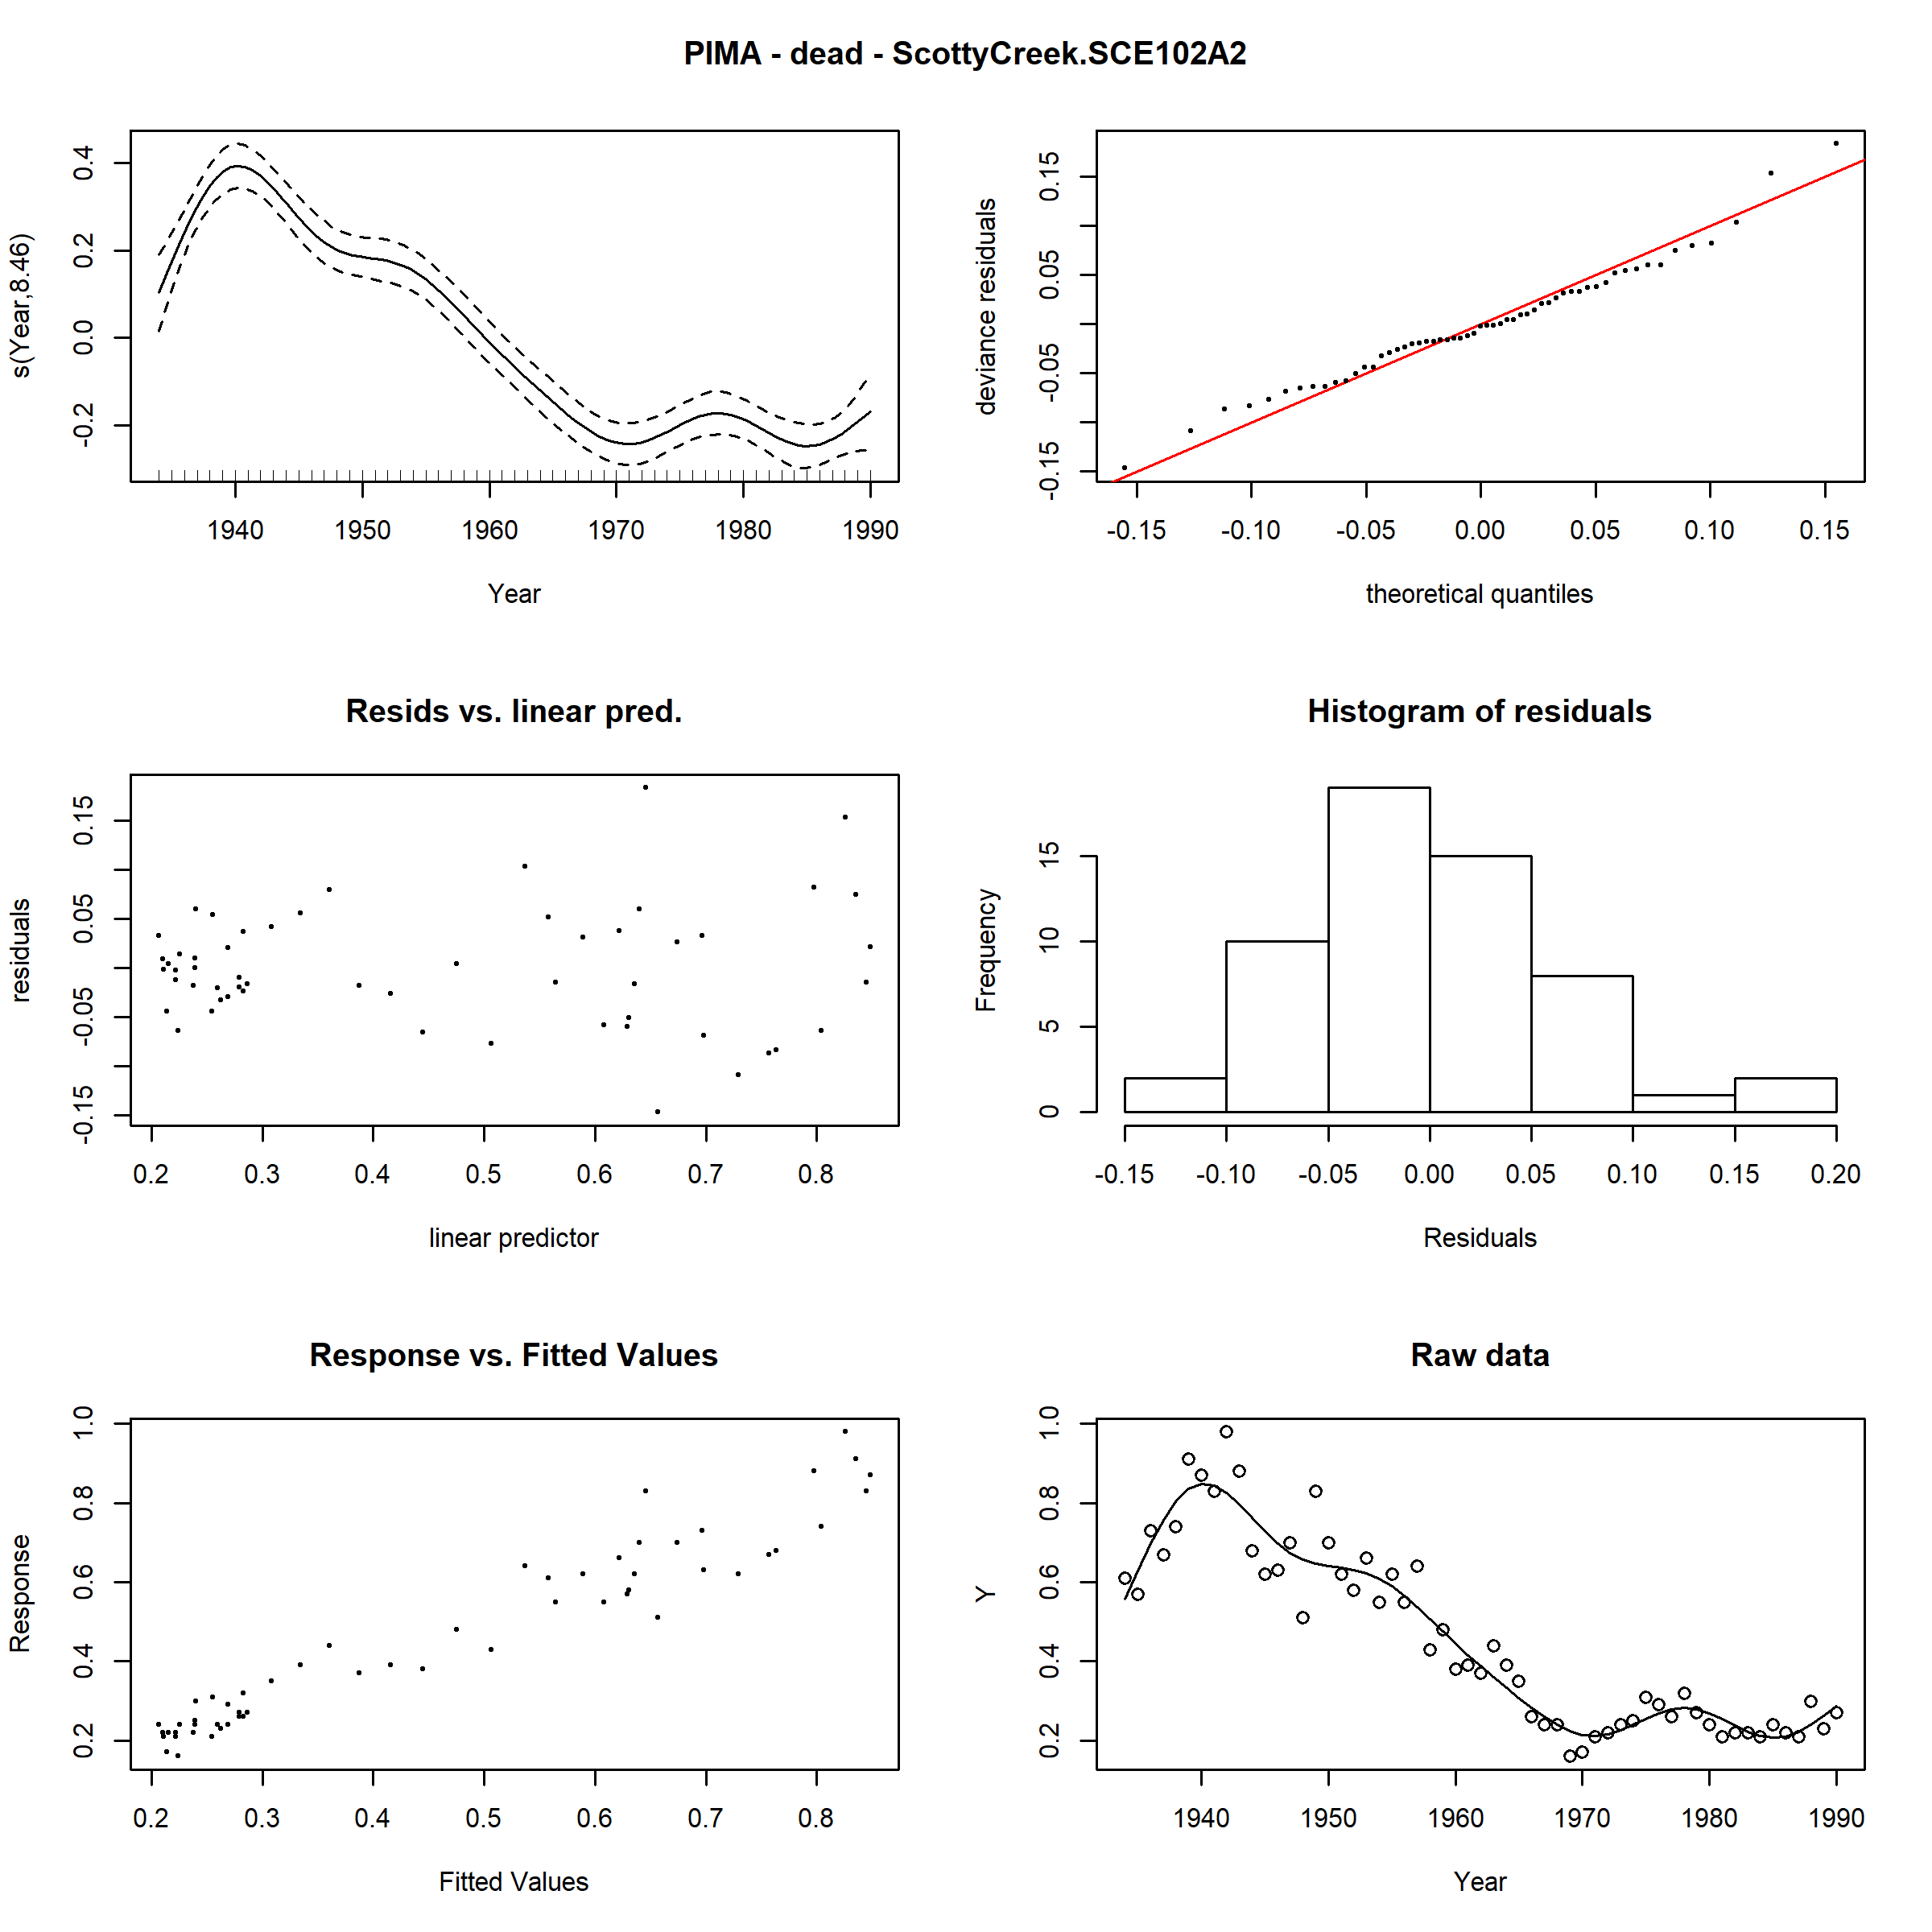 PIMA - dead - ScottyCreek.SCE102A2
s(Year,8.46)
-0.2 0.0 0.2 0.4
1940 1950 1960 1970 1980 1990
Year
deviance residuals
-0.15 -0.05 0.05 0.15
-0.15 -0.10 -0.05 0.00 0.05 0.10 0.15
theoretical quantiles
Resids vs. linear pred.
residuals
-0.15 -0.05 0.05 0.15
0.2 0.3 0.4 0.5 0.6 0.7 0.8
linear predictor
Histogram of residuals
Frequency
0 5 10 15
-0.15 -0.10 -0.05 0.00 0.05 0.10 0.15 0.20
Residuals
Response vs. Fitted Values
Response
0.2 0.4 0.6 0.8 1.0
0.2 0.3 0.4 0.5 0.6 0.7 0.8
Fitted Values
Raw data
Y
0.2 0.4 0.6 0.8 1.0
1940 1950 1960 1970 1980 1990
Year